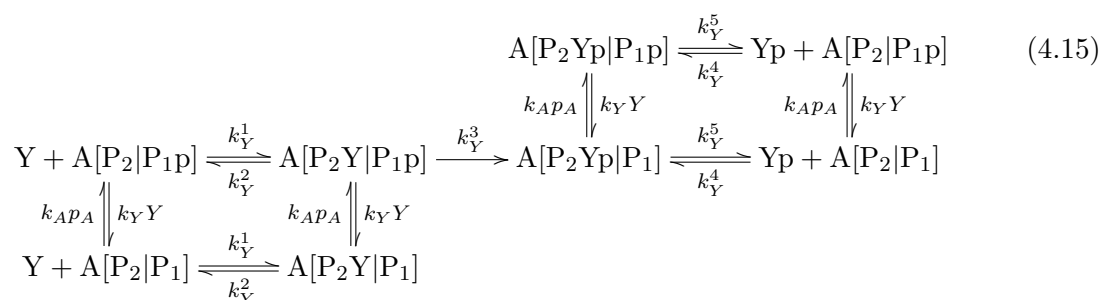 k_Y^5
A[P₂Yp|P₁p] ⇌ Yp + A[P₂|P₁p] (4.15)
k_Y^4
k_A p_A k_Y Y k_A p_A k_Y Y
k_Y^1 k_Y^3 k_Y^5
Y + A[P₂|P₁p] ⇌ A[P₂Y|P₁p] → A[P₂Yp|P₁] ⇌ Yp + A[P₂|P₁]
k_Y^2 k_Y^4
k_A p_A k_Y Y k_A p_A k_Y Y
k_Y^1
Y + A[P₂|P₁] ⇌ A[P₂Y|P₁]
k_Y^2